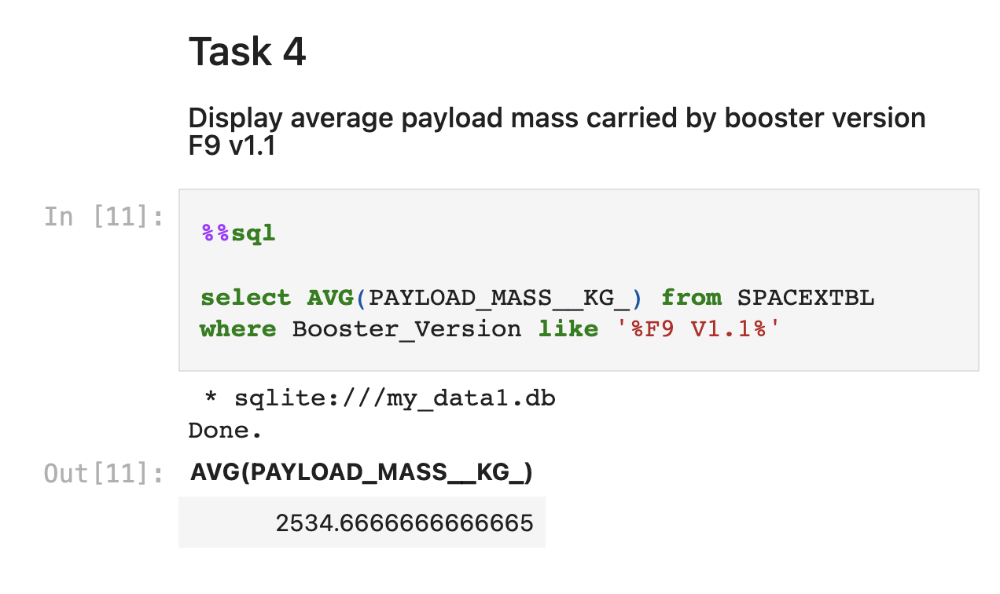 Task 4
Display average payload mass carried by booster version
F9 v1.1
In [11]:
%%sql
select AVG(PAYLOAD_MASS__KG_) from SPACEXTBL
where Booster_Version like '%F9 V1.1%'
* sqlite:///my_data1.db
Done.
Out[11]: AVG(PAYLOAD_MASS__KG_)
2534.6666666666665